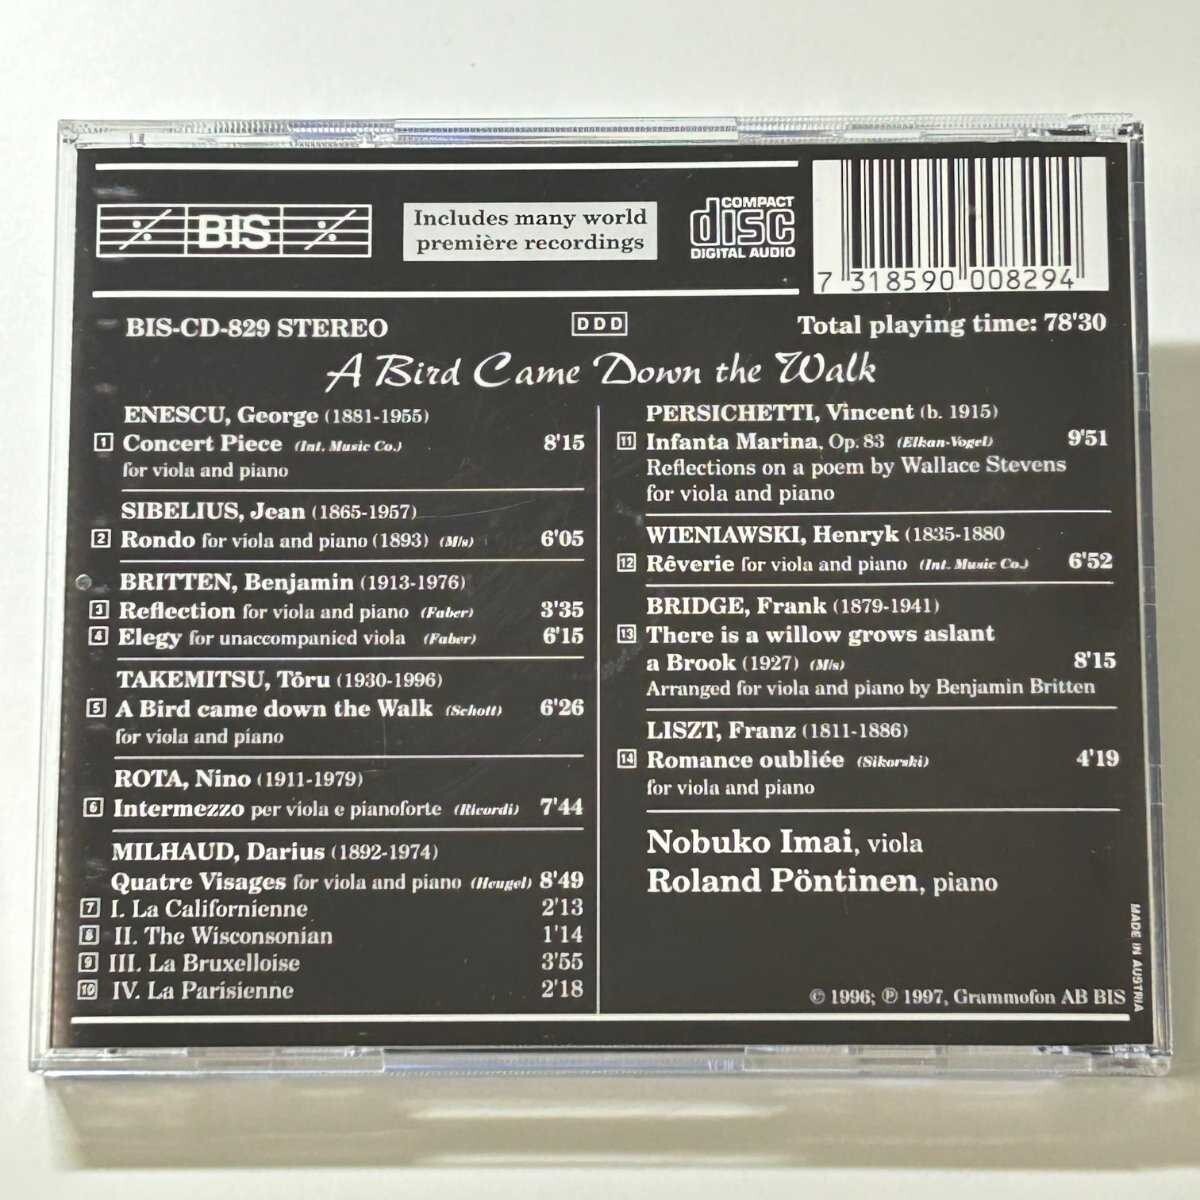 BIS
Includes many world
première recordings
COMPACT
disc
DIGITAL AUDIO
7 318590 008294
BIS-CD-829 STEREO
DDD
Total playing time: 78'30
A Bird Came Down the Walk
ENESCU, George (1881-1955)
1 Concert Piece (Int. Music Co.) 8'15
for viola and piano
SIBELIUS, Jean (1865-1957)
2 Rondo for viola and piano (1893) (M/s) 6'05
BRITTEN, Benjamin (1913-1976)
3 Reflection for viola and piano (Faber) 3'35
4 Elegy for unaccompanied viola (Faber) 6'15
TAKEMITSU, Tōru (1930-1996)
5 A Bird came down the Walk (Schott) 6'26
for viola and piano
ROTA, Nino (1911-1979)
6 Intermezzo per viola e pianoforte (Ricordi) 7'44
MILHAUD, Darius (1892-1974)
Quatre Visages for viola and piano (Heugel) 8'49
7 I. La Californienne 2'13
8 II. The Wisconsonian 1'14
9 III. La Bruxelloise 3'55
10 IV. La Parisienne 2'18
PERSICHETTI, Vincent (b. 1915)
11 Infanta Marina, Op. 83 (Elkan-Vogel) 9'51
Reflections on a poem by Wallace Stevens
for viola and piano
WIENIAWSKI, Henryk (1835-1880
12 Rêverie for viola and piano (Int. Music Co.) 6'52
BRIDGE, Frank (1879-1941)
13 There is a willow grows aslant
a Brook (1927) (M/s) 8'15
Arranged for viola and piano by Benjamin Britten
LISZT, Franz (1811-1886)
14 Romance oubliée (Sikorski) 4'19
for viola and piano
Nobuko Imai, viola
Roland Pöntinen, piano
© 1996; ℗ 1997, Grammofon AB BIS
MADE IN AUSTRIA